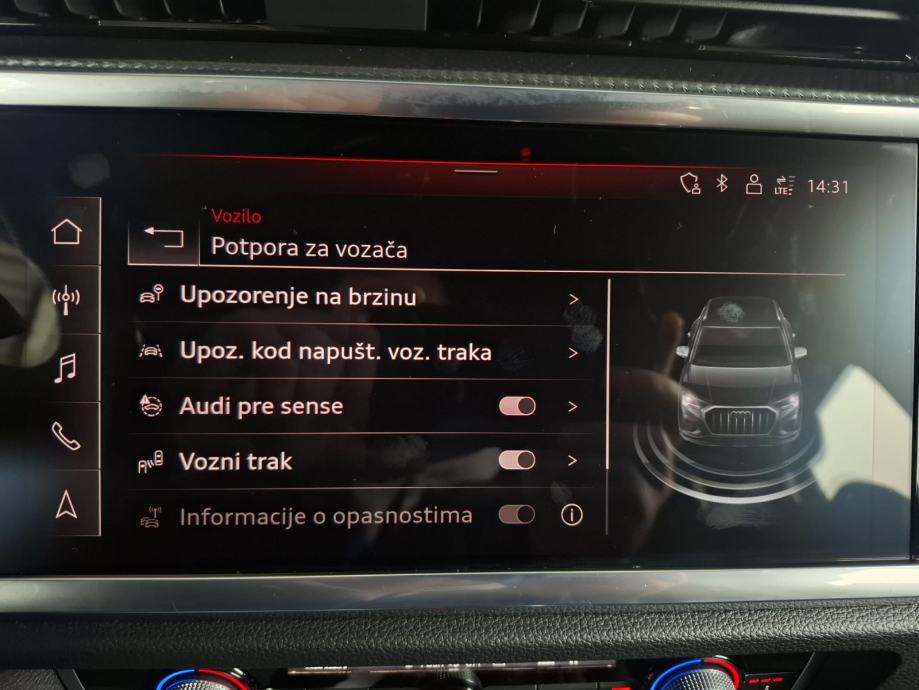 LTE
14:31
Vozilo
Potpora za vozača
Upozorenje na brzinu
Upoz. kod napušt. voz. traka
Audi pre sense
Vozni trak
Informacije o opasnostima